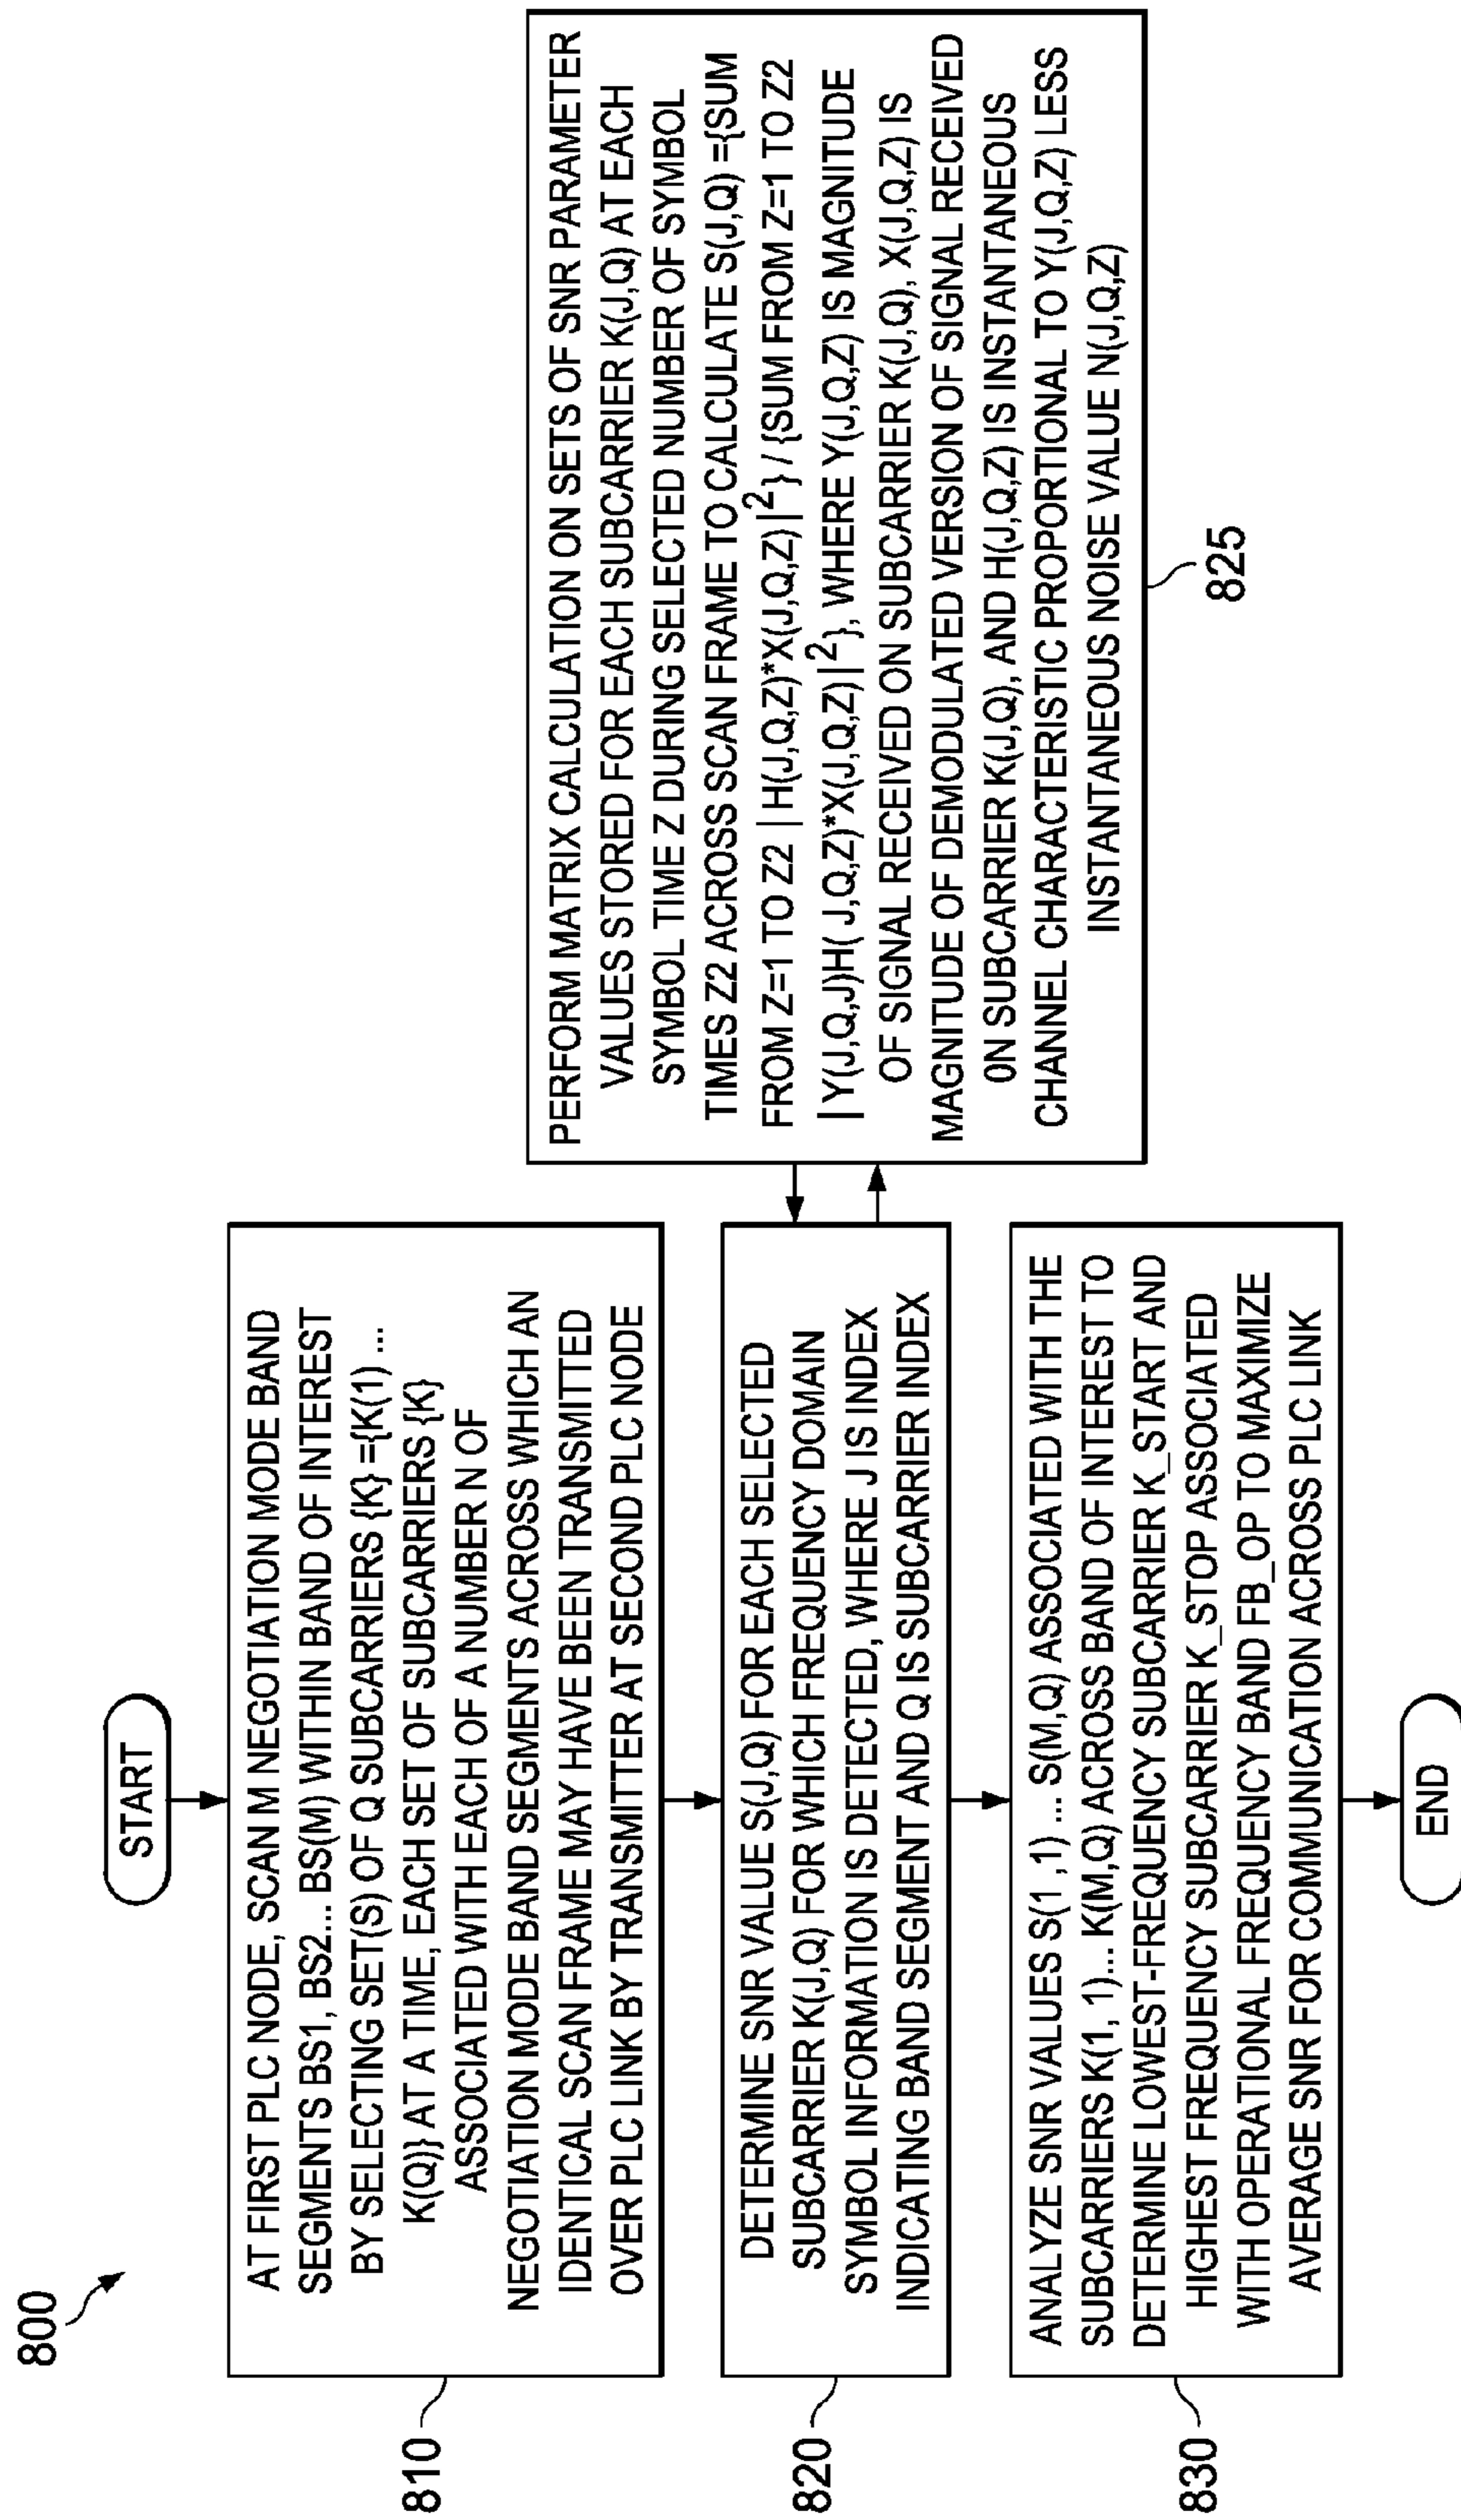 800
START
AT FIRST PLC NODE, SCAN M NEGOTIATION MODE BAND
SEGMENTS BS1, BS2... BS(M) WITHIN BAND OF INTEREST
BY SELECTING SET(S) OF Q SUBCARRIERS {K} ={K(1) ...
K(Q)} AT A TIME, EACH SET OF SUBCARRIERS {K}
ASSOCIATED WITH EACH OF A NUMBER N OF
NEGOTIATION MODE BAND SEGMENTS ACROSS WHICH AN
IDENTICAL SCAN FRAME MAY HAVE BEEN TRANSMITTED
OVER PLC LINK BY TRANSMITTER AT SECOND PLC NODE
810
DETERMINE SNR VALUE S(J,Q) FOR EACH SELECTED
SUBCARRIER K(J,Q) FOR WHICH FREQUENCY DOMAIN
SYMBOL INFORMATION IS DETECTED, WHERE J IS INDEX
INDICATING BAND SEGMENT AND Q IS SUBCARRIER INDEX
820
PERFORM MATRIX CALCULATION ON SETS OF SNR PARAMETER
VALUES STORED FOR EACH SUBCARRIER K(J,Q) AT EACH
SYMBOL TIME Z DURING SELECTED NUMBER OF SYMBOL
TIMES Z2 ACROSS SCAN FRAME TO CALCULATE S(J,Q) ={SUM
FROM Z=1 TO Z2 |H(J,Q,Z)*X(J,Q,Z)|2} / {SUM FROM Z=1 TO Z2
|Y(J,Q,J)H( J,Q,Z)*X(J,Q,Z)|2}, WHERE Y(J,Q,Z) IS MAGNITUDE
OF SIGNAL RECEIVED ON SUBCARRIER K(J,Q), X(J,Q,Z) IS
MAGNITUDE OF DEMODULATED VERSION OF SIGNAL RECEIVED
0N SUBCARRIER K(J,Q), AND H(J,Q,Z) IS INSTANTANEOUS
CHANNEL CHARACTERISTIC PROPORTIONAL TO Y(J,Q,Z) LESS
INSTANTANEOUS NOISE VALUE N(J,Q,Z)
825
ANALYZE SNR VALUES S(1 ,1) ... S(M,Q) ASSOCIATED WITH THE
SUBCARRIERS K(1,1)...K(M,Q) ACROSS BAND OF INTEREST TO
DETERMINE LOWEST-FREQUENCY SUBCARRIER K_START AND
HIGHEST FREQUENCY SUBCARRIER K_STOP ASSOCIATED
WITH OPERATIONAL FREQUENCY BAND FB_OP TO MAXIMIZE
AVERAGE SNR FOR COMMUNICATION ACROSS PLC LINK
830
END